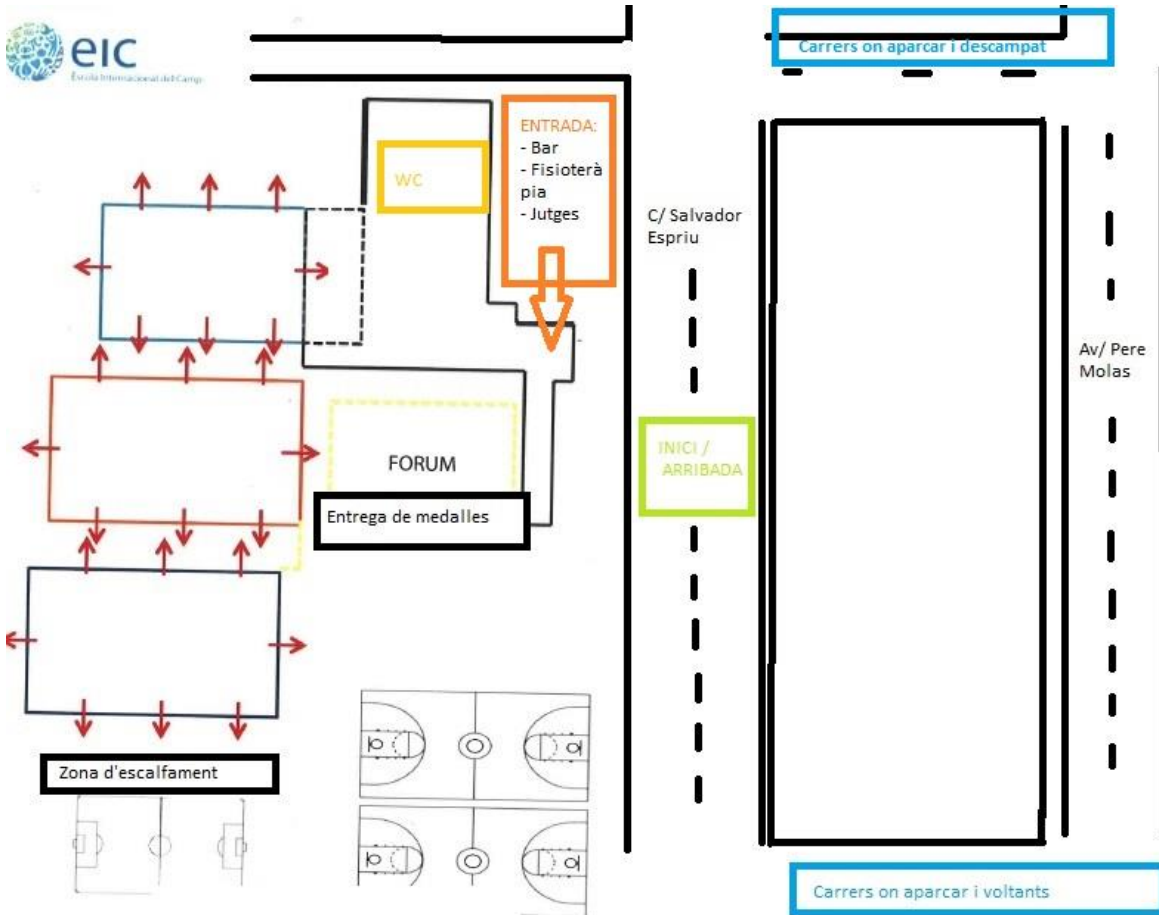 eic
Escola Internacional del Camp
Carrers on aparcar i descampat
ENTRADA:
- Bar
- Fisioterà
pia
- Jutges
WC
C/ Salvador
Espriu
Av/ Pere
Molas
INICI /
ARRIBADA
FORUM
Entrega de medalles
Zona d'escalfament
Carrers on aparcar i voltants